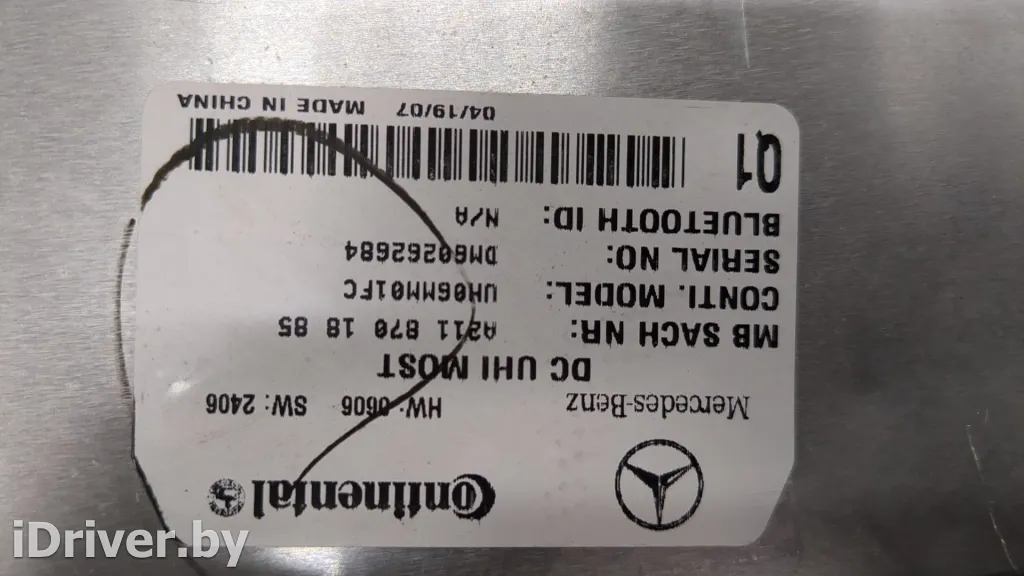 Continental
Mercedes-Benz HW: 0606 SW: 2406
DC UHI MOST
MB SACH NR: A211 870 18 85
CONTI. MODEL: UH06MM01FC
SERIAL NO: DM60262684
BLUETOOTH ID: N/A
Q1
04/19/07 MADE IN CHINA
iDriver.by